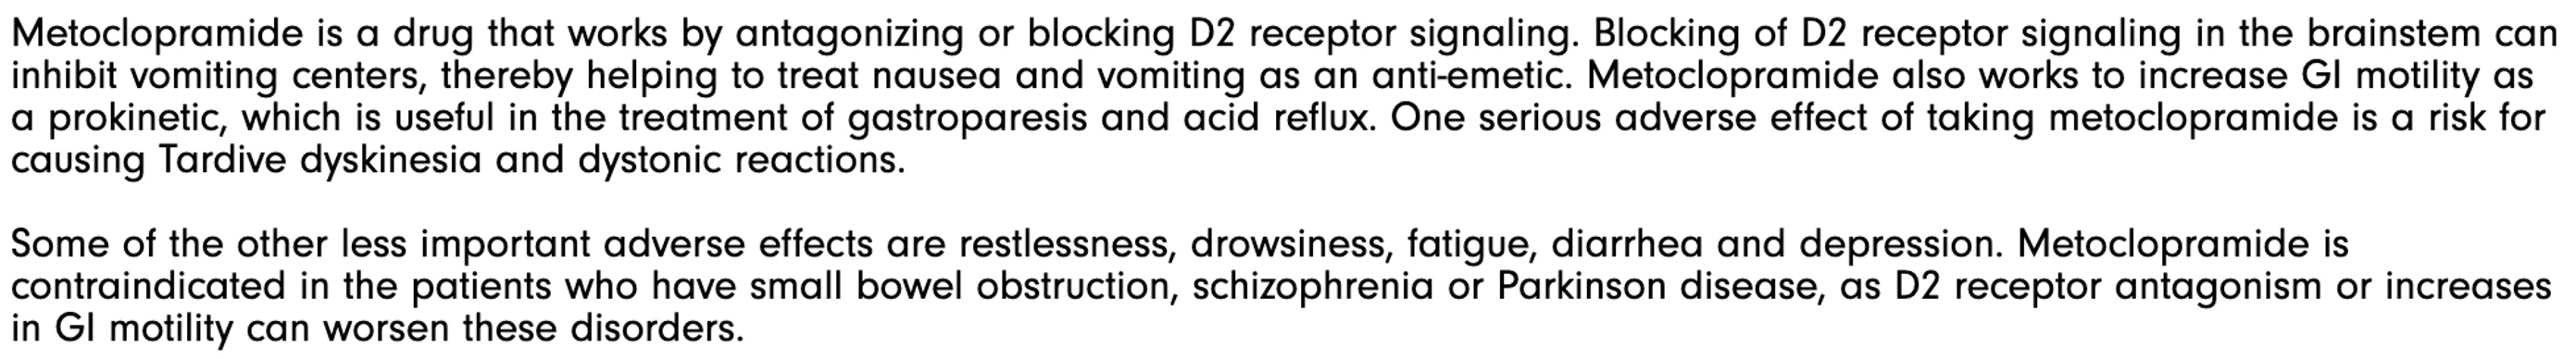 Metoclopramide is a drug that works by antagonizing or blocking D2 receptor signaling. Blocking of D2 receptor signaling in the brainstem can
inhibit vomiting centers, thereby helping to treat nausea and vomiting as an anti-emetic. Metoclopramide also works to increase GI motility as
a prokinetic, which is useful in the treatment of gastroparesis and acid reflux. One serious adverse effect of taking metoclopramide is a risk for
causing Tardive dyskinesia and dystonic reactions.
Some of the other less important adverse effects are restlessness, drowsiness, fatigue, diarrhea and depression. Metoclopramide is
contraindicated in the patients who have small bowel obstruction, schizophrenia or Parkinson disease, as D2 receptor antagonism or increases
in GI motility can worsen these disorders.